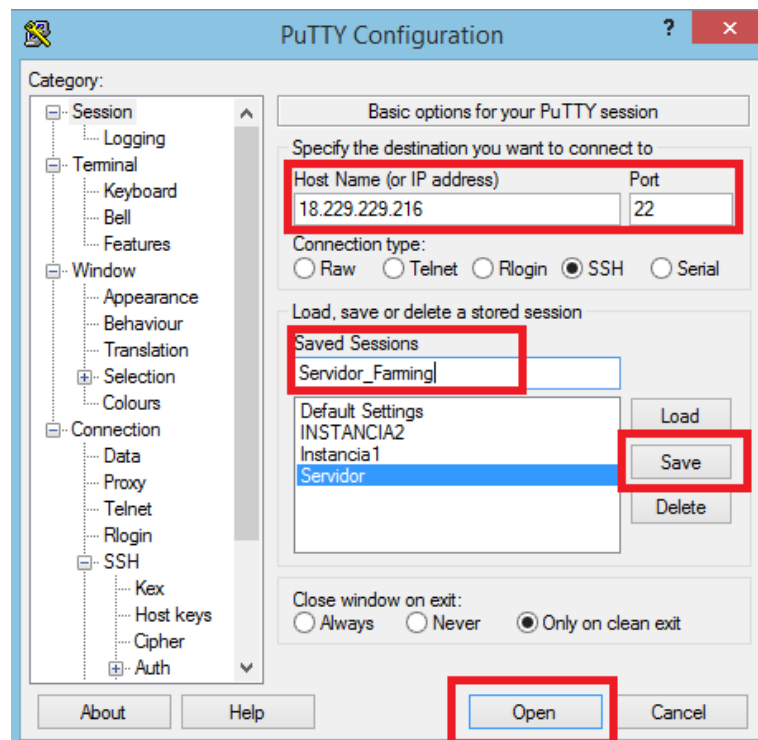 PuTTY Configuration ? ×
Category:
Session
Logging
Terminal
Keyboard
Bell
Features
Window
Appearance
Behaviour
Translation
Selection
Colours
Connection
Data
Proxy
Telnet
Rlogin
SSH
Kex
Host keys
Cipher
Auth
Basic options for your PuTTY session
Specify the destination you want to connect to
Host Name (or IP address) Port
18.229.229.216 22
Connection type:
Raw Telnet Rlogin SSH Serial
Load, save or delete a stored session
Saved Sessions
Servidor_Farming
Default Settings
INSTANCIA2
Instancia1
Servidor
Load
Save
Delete
Close window on exit:
Always Never Only on clean exit
About Help Open Cancel